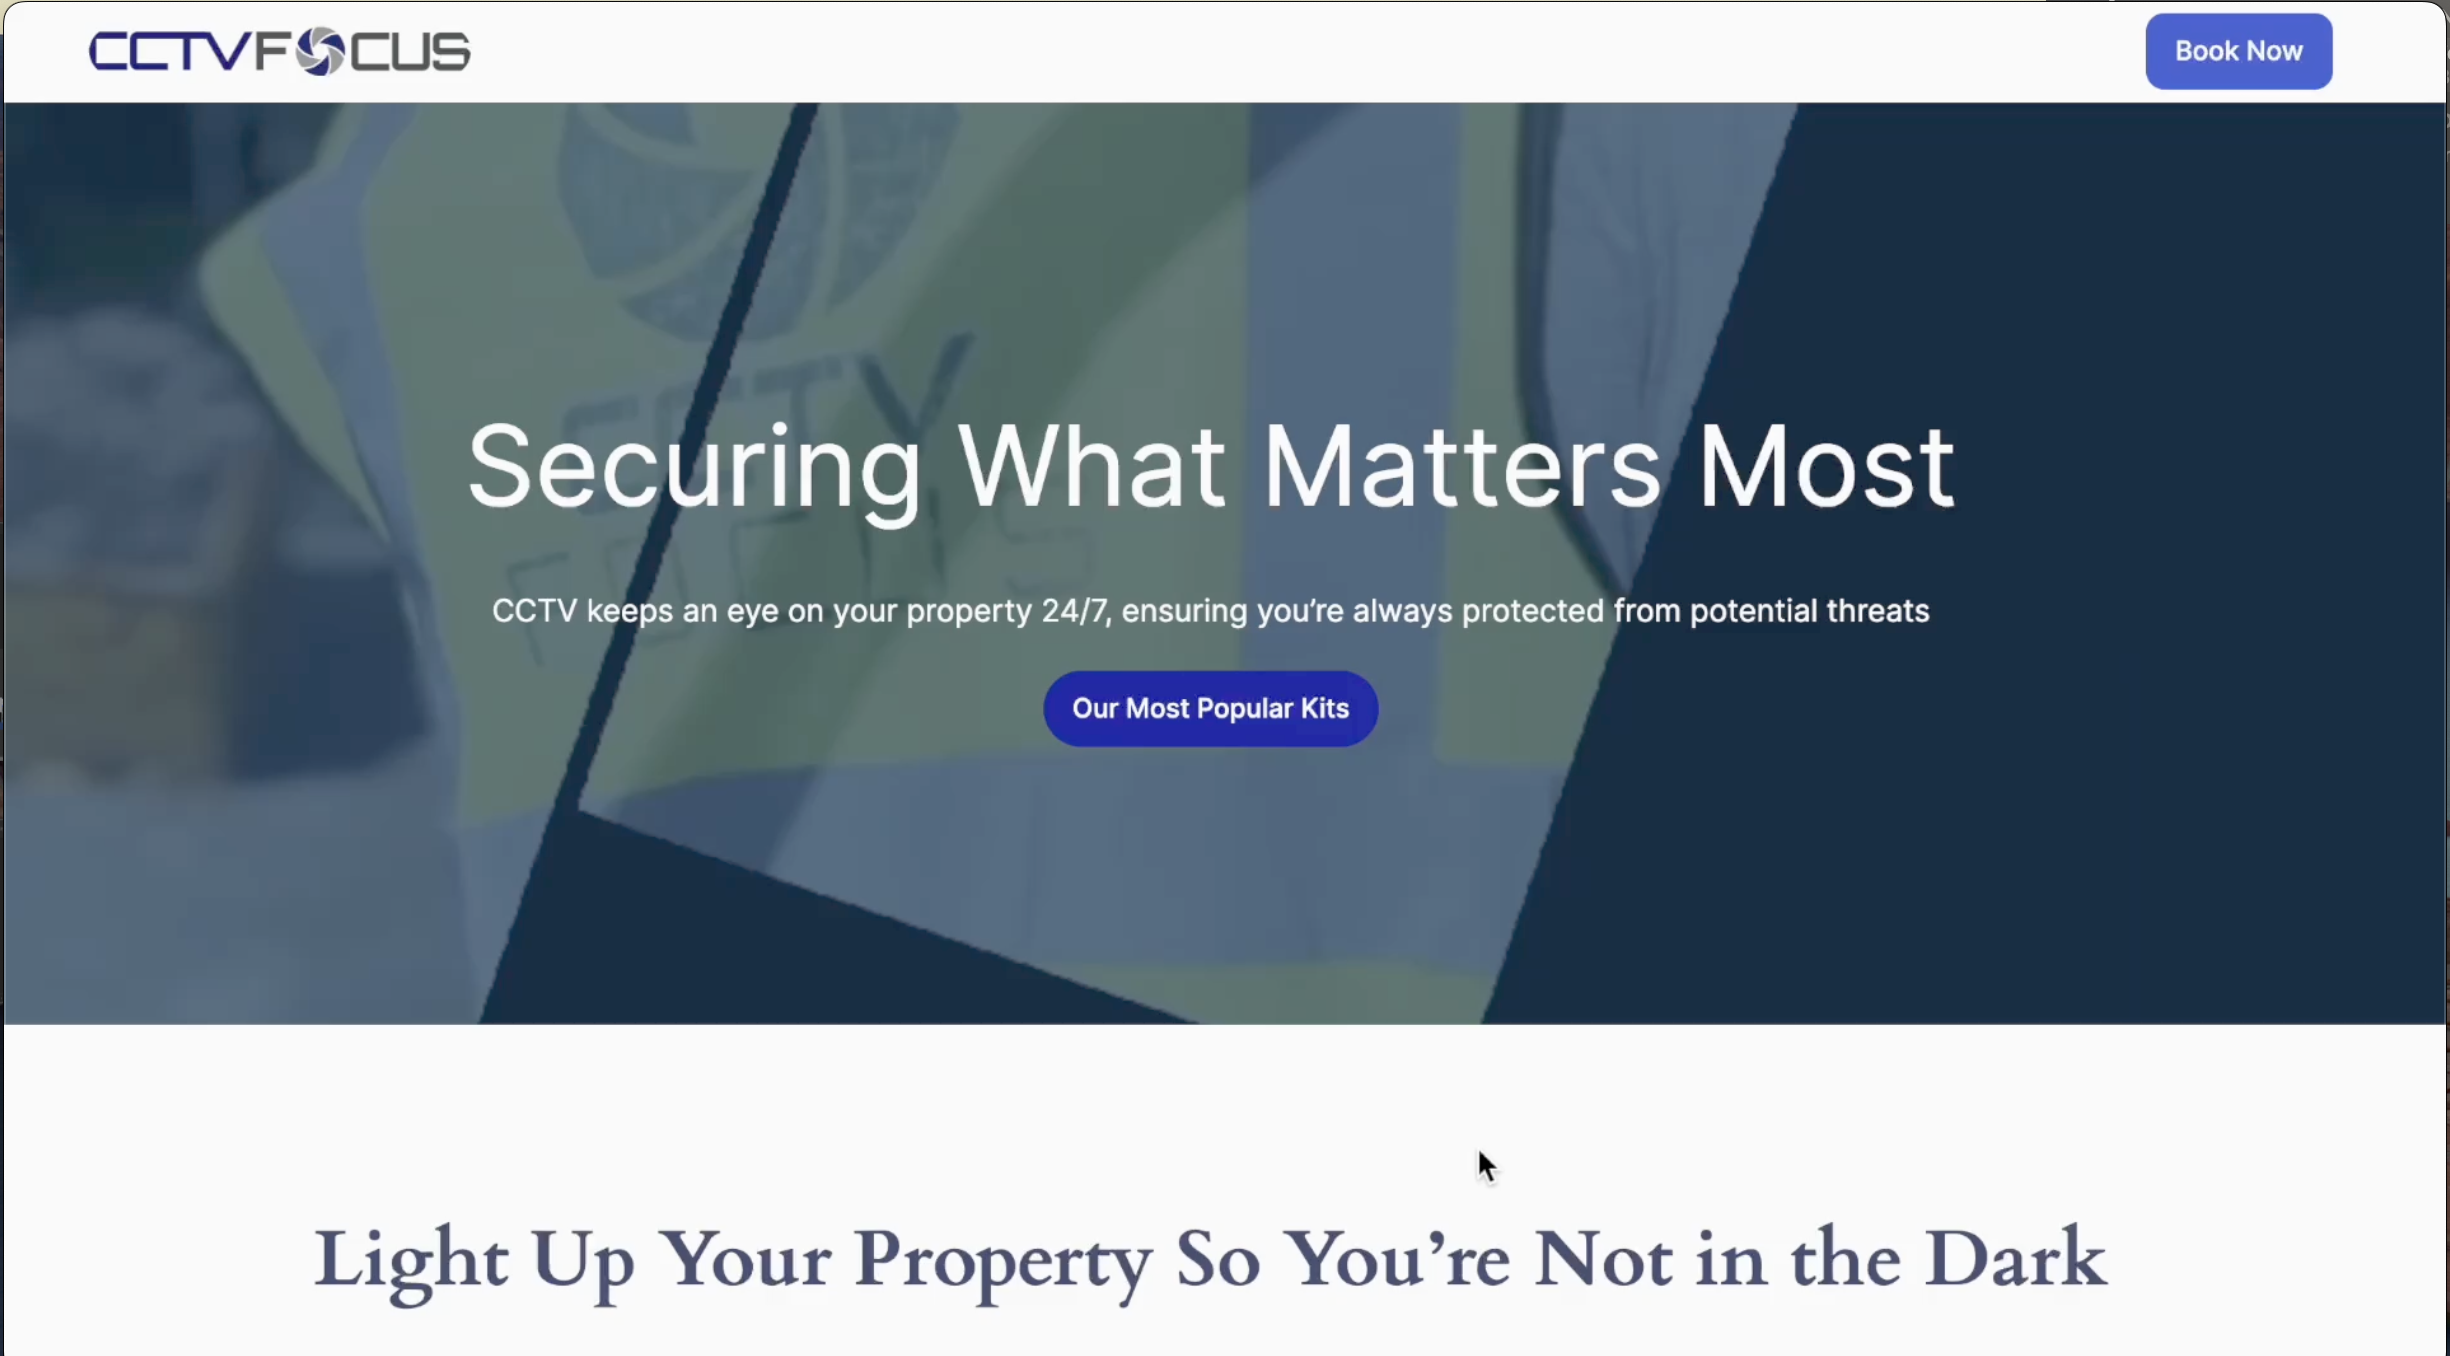 CCTVFOCUS
Book Now
CCTV
FOCUS
Securing What Matters Most
CCTV keeps an eye on your property 24/7, ensuring you’re always protected from potential threats
Our Most Popular Kits
Light Up Your Property So You’re Not in the Dark